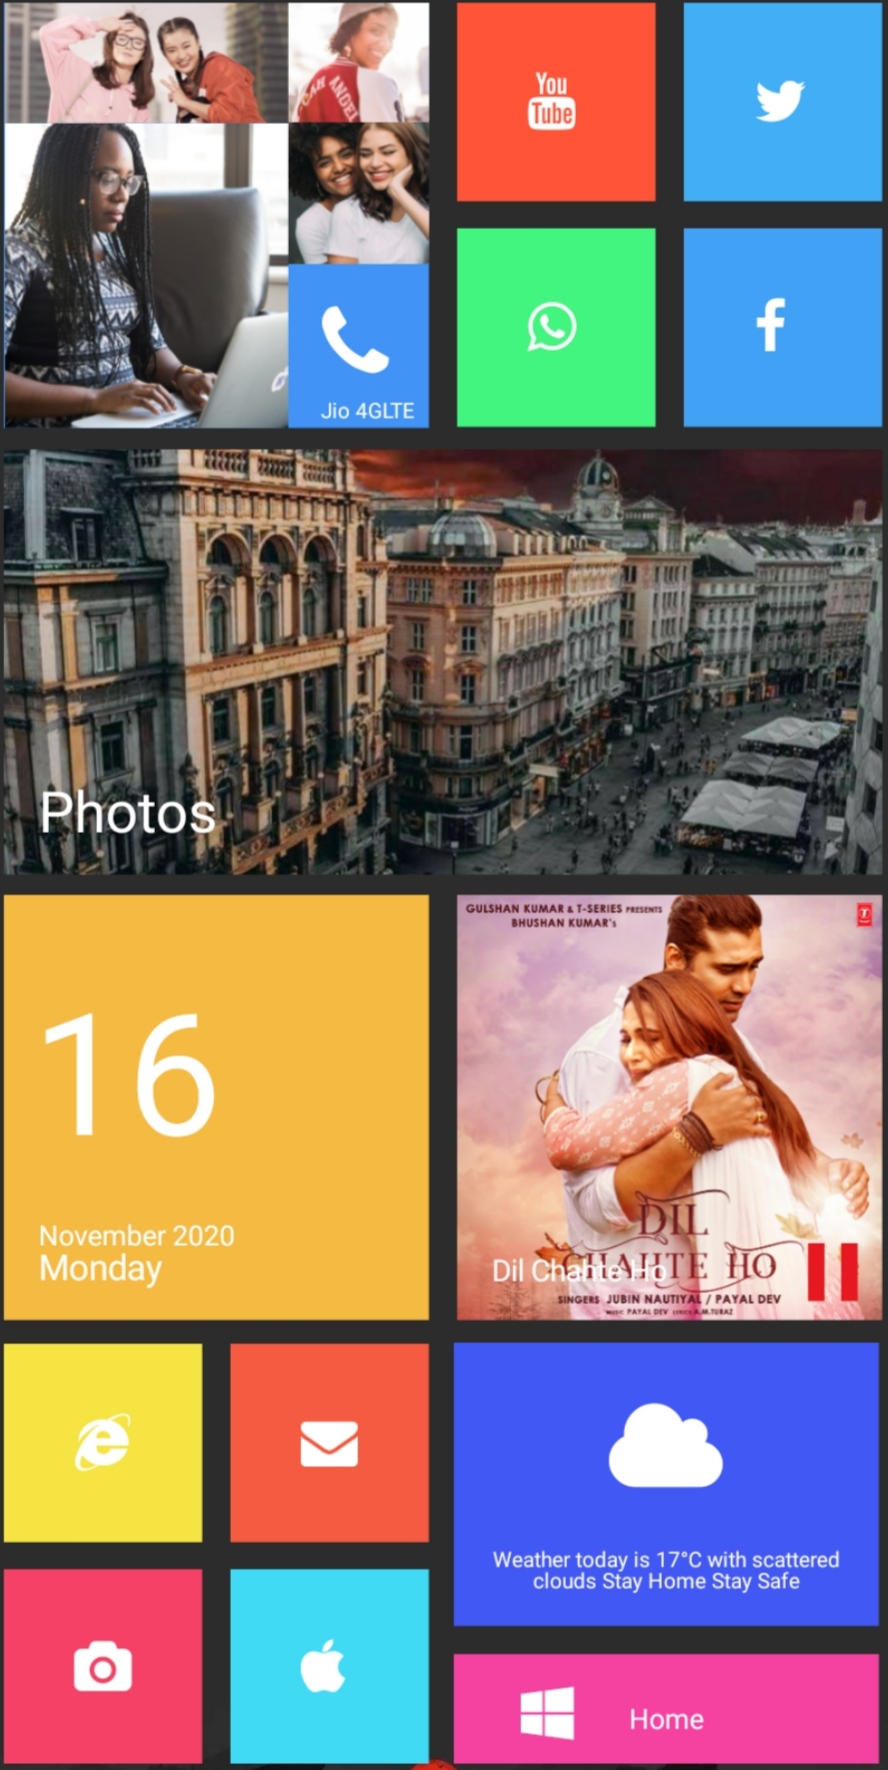 CAH ANGEL
You
Tube
Jio 4GLTE
Photos
16
November 2020
Monday
GULSHAN KUMAR & T-SERIES PRESENTS
BHUSHAN KUMAR's
DIL
CHAHTE HO
Dil Chahte Ho
SINGERS JUBIN NAUTIYAL / PAYAL DEV
MUSIC PAYAL DEV LYRICS A.M.TURAZ
Weather today is 17°C with scattered
clouds Stay Home Stay Safe
Home